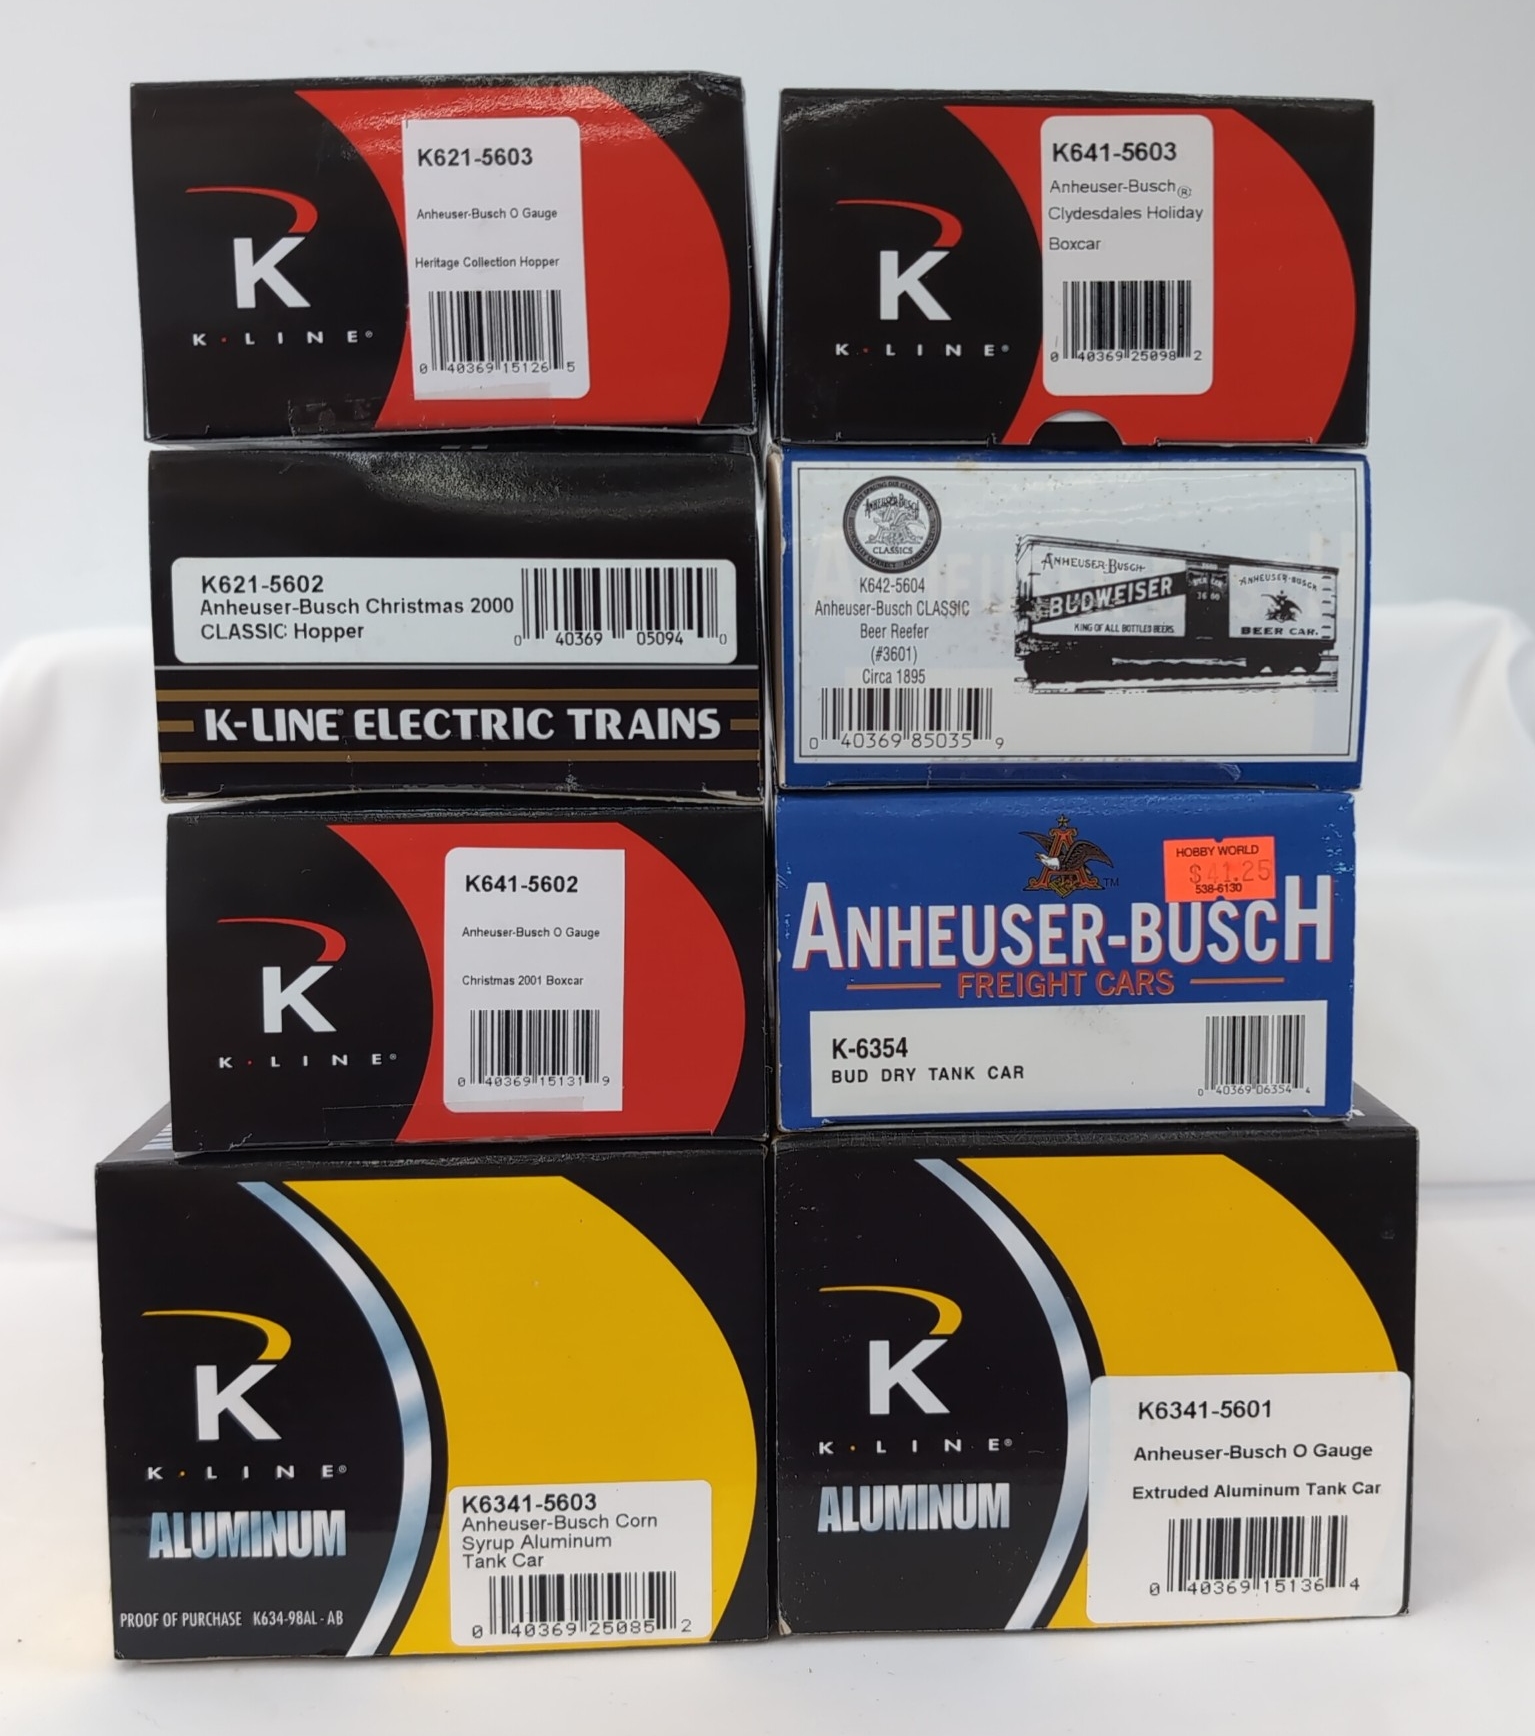 K621-5603
Anheuser-Busch O Gauge
Heritage Collection Hopper
0 40369 15126 5
K
K·LINE®
K641-5603
Anheuser-Busch®
Clydesdales Holiday
Boxcar
0 40369 25098 2
K
K·LINE®
K621-5602
Anheuser-Busch Christmas 2000
CLASSIC Hopper
0 40369 05094 0
K-LINE® ELECTRIC TRAINS
ANHEUSER-BUSCH
CLASSICS
K642-5604
Anheuser-Busch CLASSIC
Beer Reefer
(#3601)
Circa 1895
0 40369 85035 9
ANHEUSER-BUSCH
BUDWEISER
KING OF ALL BOTTLED BEERS.
ANHEUSER-BUSCH
BEER CAR.
K641-5602
Anheuser-Busch O Gauge
Christmas 2001 Boxcar
0 40369 15131 9
K
K·LINE®
HOBBY WORLD
$41.25
538-6130
A
TM
ANHEUSER-BUSCH
FREIGHT CARS
K-6354
BUD DRY TANK CAR
0 40369 06354 4
K
K·LINE®
ALUMINUM
PROOF OF PURCHASE K634-98AL-AB
K6341-5603
Anheuser-Busch Corn
Syrup Aluminum
Tank Car
0 40369 25085 2
K
K·LINE®
ALUMINUM
K6341-5601
Anheuser-Busch O Gauge
Extruded Aluminum Tank Car
0 40369 15136 4